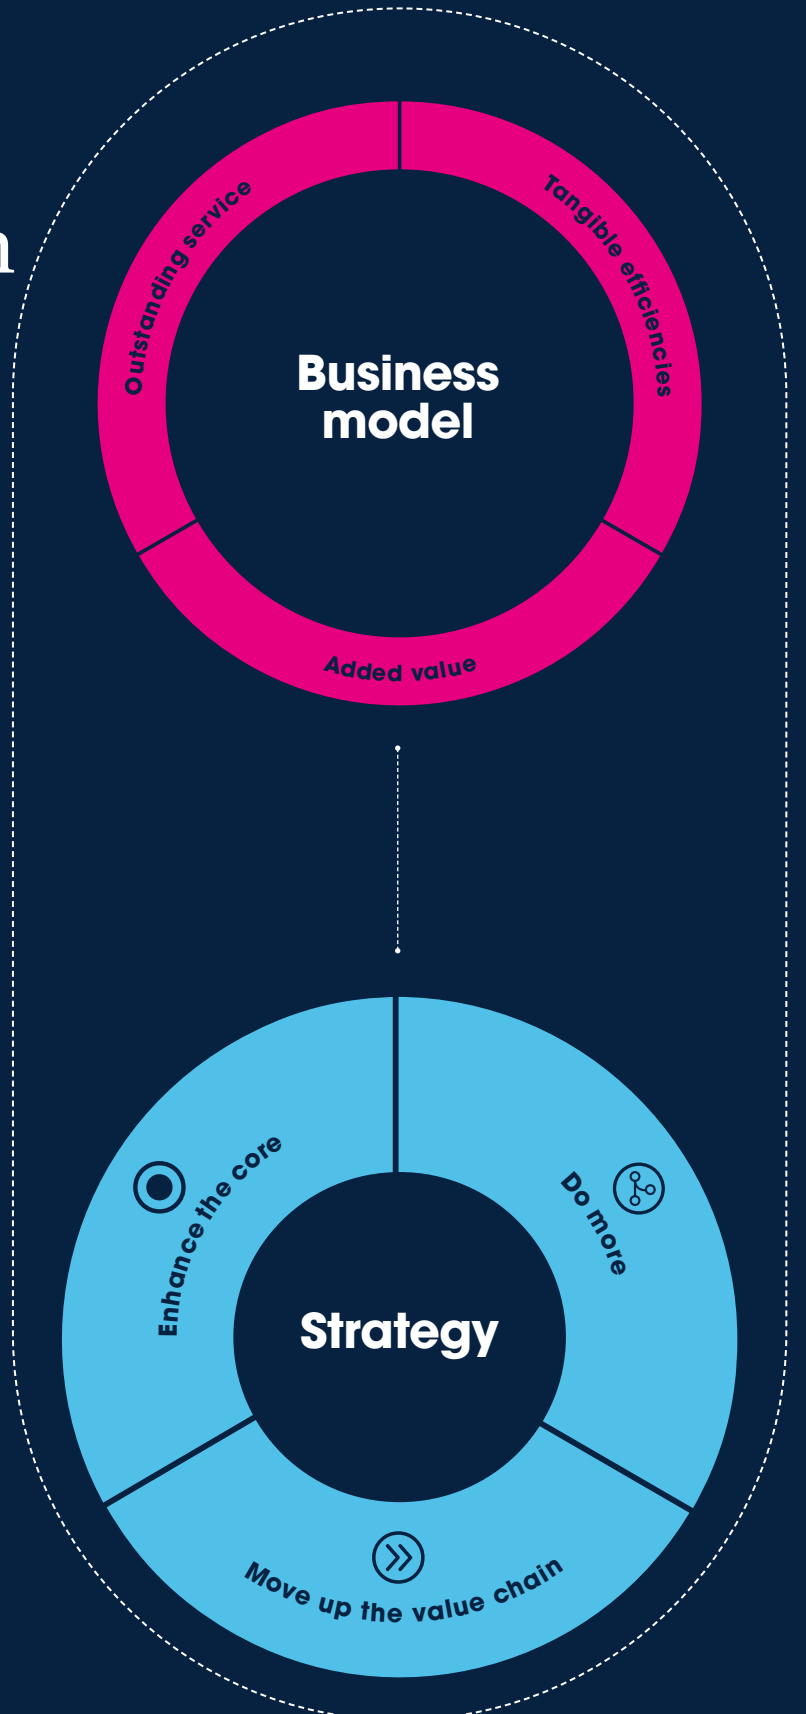 Outstanding service
Tangible efficiencies
n
Business
model
Added value
Enhance the core
Do more
Strategy
Move up the value chain